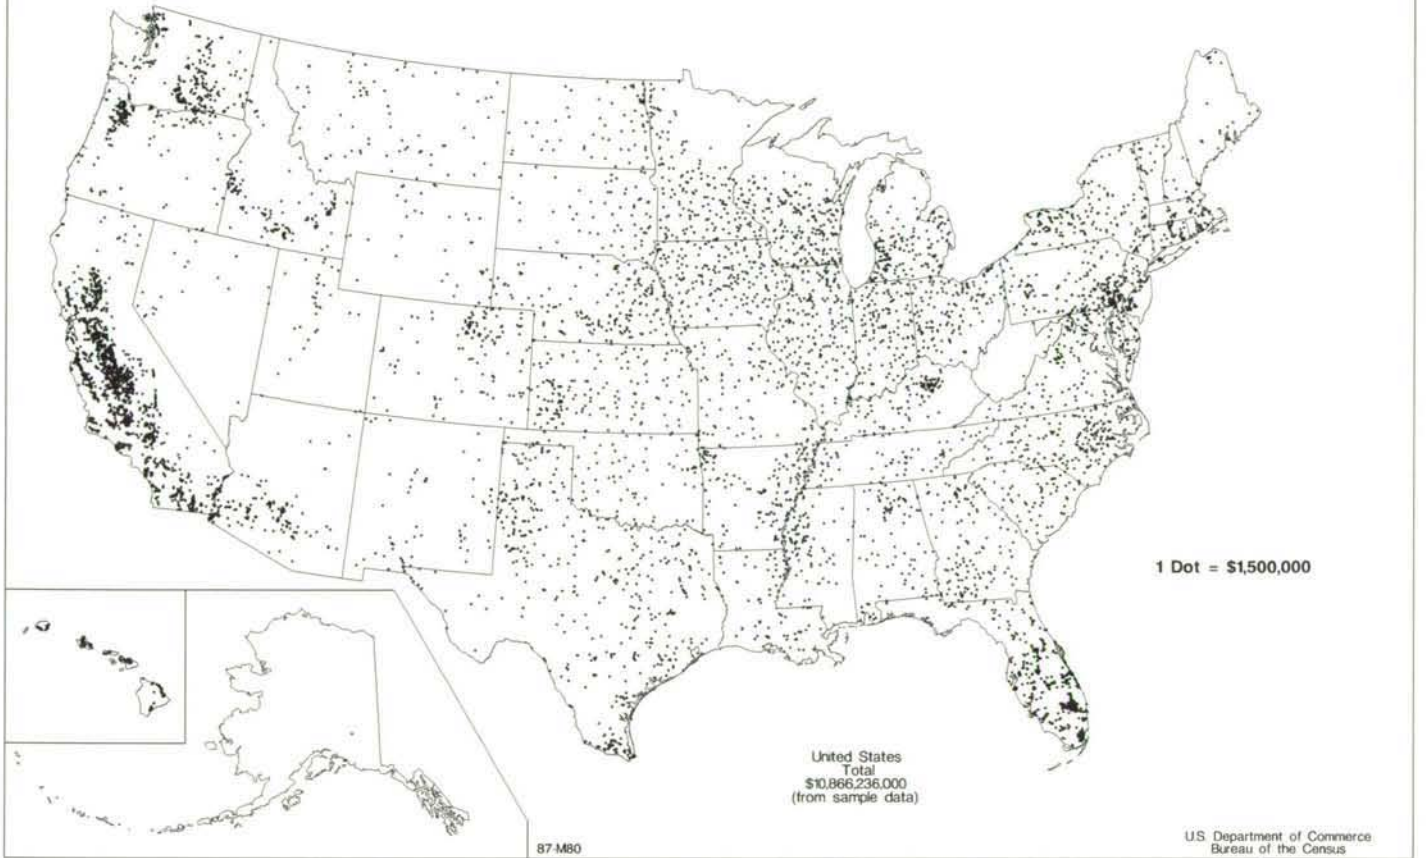 1 Dot = $1,500,000
United States
Total
$10,866,236,000
(from sample data)
87-M80
U.S. Department of Commerce
Bureau of the Census